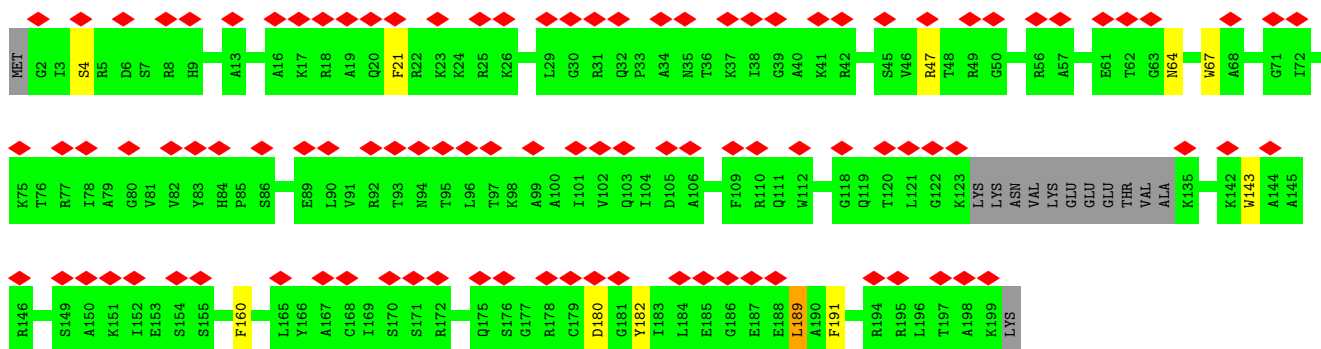 MET G2 I3 S4 R5 D6 S7 R8 H9 A13 A16 K17 R18 A19 Q20 F21 R22 K23 K24 R25 K26 L29 G30 R31 Q32 P33 A34 N35 T36 K37 I38 G39 A40 K41 R42 S45 V46 R47 T48 R49 G50 R56 A57 E61 T62 G63 N64 W67 A68 G71 I72
K75 T76 R77 I78 A79 G80 V81 V82 Y83 H84 P85 S86 E89 L90 V91 R92 T93 N94 T95 L96 T97 K98 A99 A100 I101 V102 Q103 I104 D105 A106 F109 R110 Q111 W112 G118 Q119 T120 L121 G122 K123 LYS LYS ASN VAL LYS GLU GLU GLU THR VAL ALA K135 K142 W143 A144 A145
R146 S149 A150 K151 I152 E153 S154 S155 F160 L165 Y166 A167 C168 I169 S170 S171 R172 Q175 S176 G177 R178 C179 D180 G181 Y182 I183 L184 E185 G186 E187 E188 L189 A190 F191 R194 R195 L196 T197 A198 K199 LYS